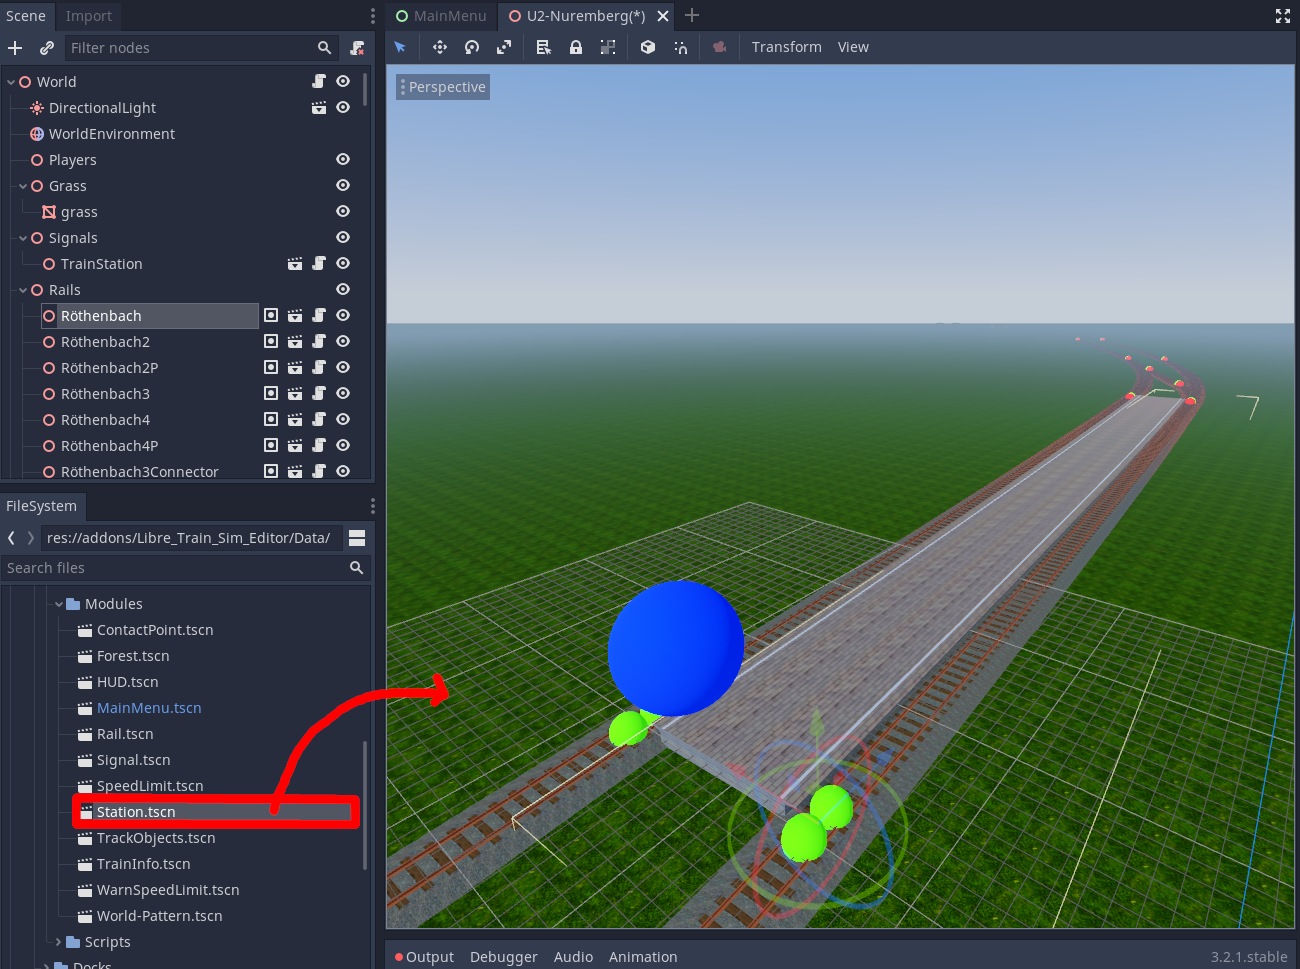 Scene Import
Filter nodes
World
DirectionalLight
WorldEnvironment
Players
Grass
grass
Signals
TrainStation
Rails
Röthenbach
Röthenbach2
Röthenbach2P
Röthenbach3
Röthenbach4
Röthenbach4P
Röthenbach3Connector
FileSystem
res://addons/Libre_Train_Sim_Editor/Data/
Search files
Modules
ContactPoint.tscn
Forest.tscn
HUD.tscn
MainMenu.tscn
Rail.tscn
Signal.tscn
SpeedLimit.tscn
Station.tscn
TrackObjects.tscn
TrainInfo.tscn
WarnSpeedLimit.tscn
World-Pattern.tscn
Scripts
Docks
MainMenu U2-Nuremberg(*)
Transform View
Perspective
Output Debugger Audio Animation 3.2.1.stable